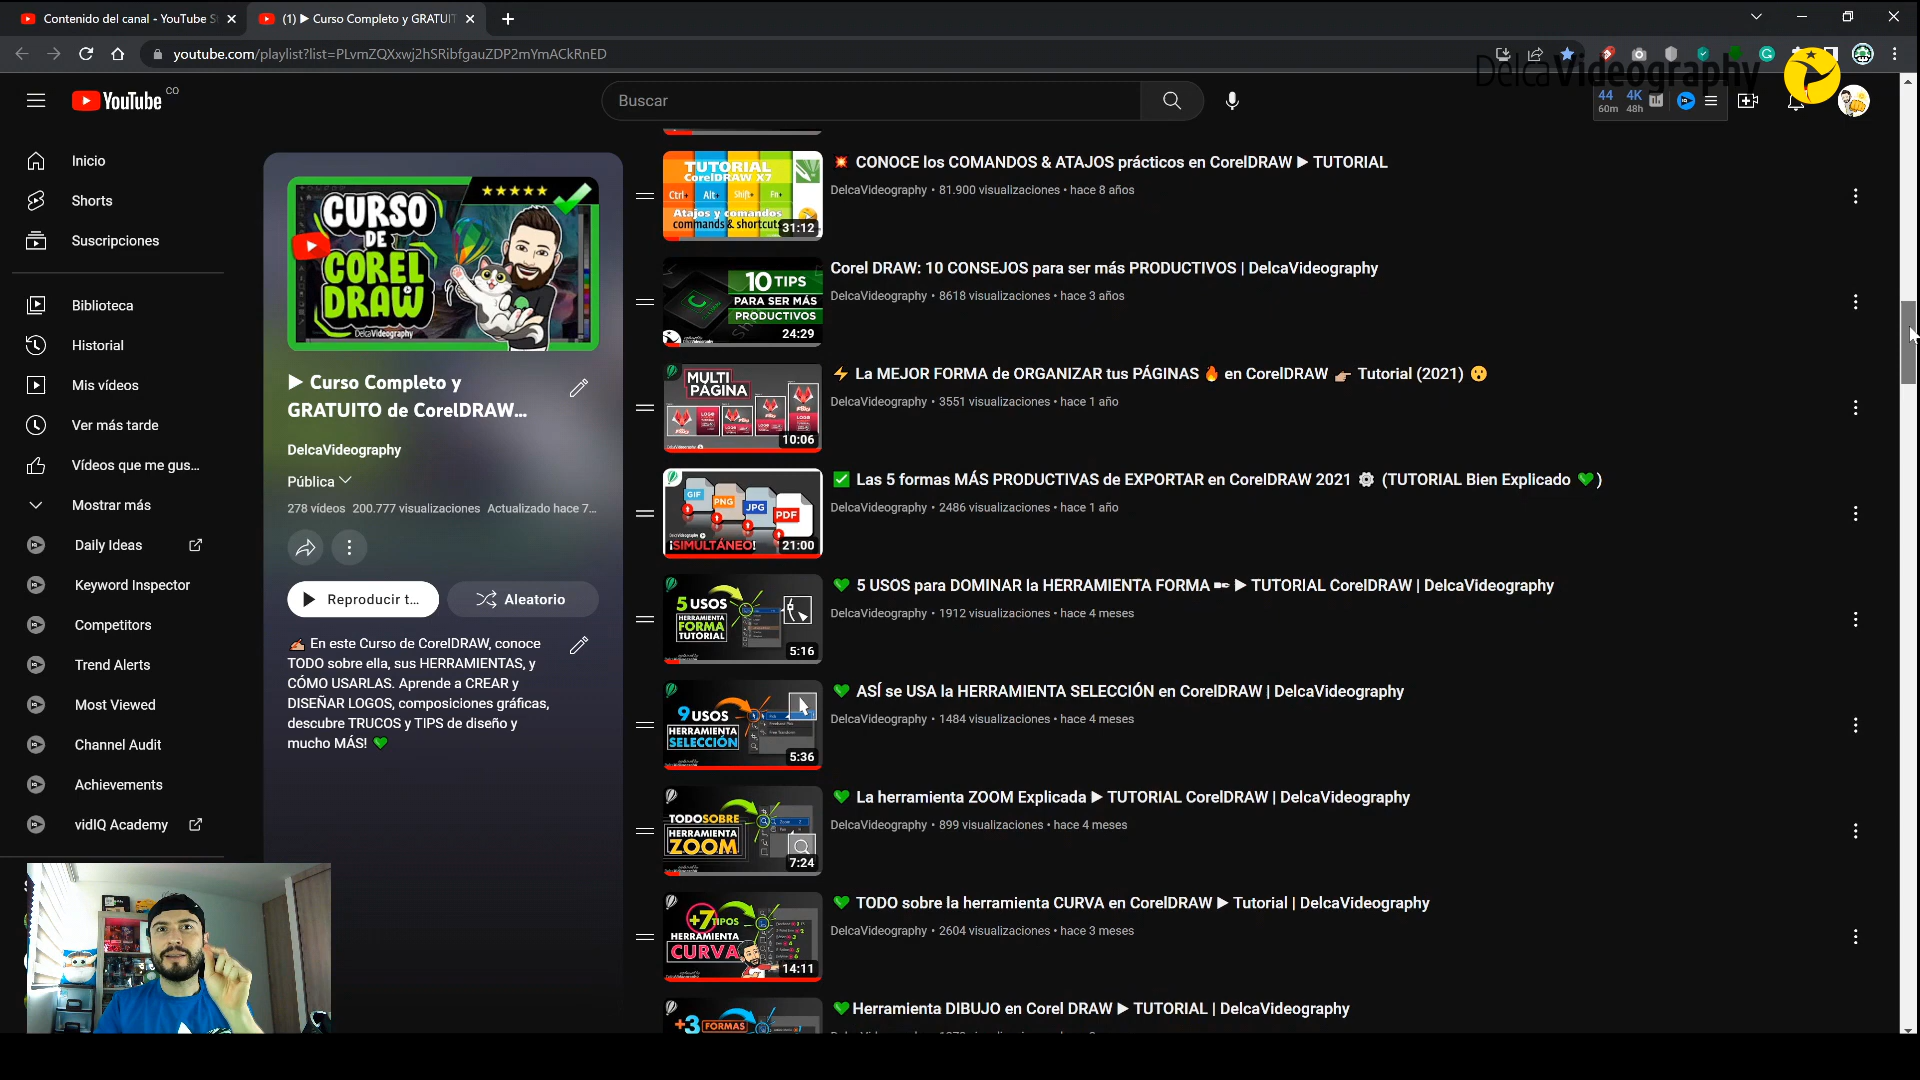 Contenido del canal - YouTube S
(1) ▶ Curso Completo y GRATUIT
youtube.com/playlist?list=PLvmZQXxwj2hSRibfgauZDP2mYmACkRnED
DelcaVideography
YouTube CO
Buscar
44 60m
4K 48h
Inicio
Shorts
Suscripciones
Biblioteca
Historial
Mis vídeos
Ver más tarde
Vídeos que me gus...
Mostrar más
Daily Ideas
Keyword Inspector
Competitors
Trend Alerts
Most Viewed
Channel Audit
Achievements
vidIQ Academy
CURSO
DE
COREL
DRAW
DelcaVideography
▶ Curso Completo y
GRATUITO de CorelDRAW...
DelcaVideography
Pública
278 vídeos 200.777 visualizaciones Actualizado hace 7...
Reproducir t...
Aleatorio
✍ En este Curso de CorelDRAW, conoce
TODO sobre ella, sus HERRAMIENTAS, y
CÓMO USARLAS. Aprende a CREAR y
DISEÑAR LOGOS, composiciones gráficas,
descubre TRUCOS y TIPS de diseño y
mucho MÁS! 💚
TUTORIAL
CorelDRAW X7
Ctrl+ Alt+ Shift+ Fn+
Atajos y comandos
commands & shortcuts
31:12
💥 CONOCE los COMANDOS & ATAJOS prácticos en CorelDRAW ▶ TUTORIAL
DelcaVideography • 81.900 visualizaciones • hace 8 años
10 TIPS
PARA SER MÁS
PRODUCTIVOS
24:29
Corel DRAW: 10 CONSEJOS para ser más PRODUCTIVOS | DelcaVideography
DelcaVideography • 8618 visualizaciones • hace 3 años
MULTI
PAGINA
10:06
⚡ La MEJOR FORMA de ORGANIZAR tus PÁGINAS 🔥 en CorelDRAW 👉🏼 Tutorial (2021) 😮
DelcaVideography • 3551 visualizaciones • hace 1 año
GIF PNG JPG PDF
¡SIMULTÁNEO!
21:00
✅ Las 5 formas MÁS PRODUCTIVAS de EXPORTAR en CorelDRAW 2021 ⚙ (TUTORIAL Bien Explicado 💚 )
DelcaVideography • 2486 visualizaciones • hace 1 año
5 USOS
HERRAMIENTA
FORMA
TUTORIAL
5:16
💚 5 USOS para DOMINAR la HERRAMIENTA FORMA ✒ ▶ TUTORIAL CorelDRAW | DelcaVideography
DelcaVideography • 1912 visualizaciones • hace 4 meses
9 USOS
HERRAMIENTA
SELECCIÓN
5:36
💚 ASÍ se USA la HERRAMIENTA SELECCIÓN en CorelDRAW | DelcaVideography
DelcaVideography • 1484 visualizaciones • hace 4 meses
TODO SOBRE
HERRAMIENTA
ZOOM
7:24
💚 La herramienta ZOOM Explicada ▶ TUTORIAL CorelDRAW | DelcaVideography
DelcaVideography • 899 visualizaciones • hace 4 meses
+7 TIPOS
HERRAMIENTA
CURVA
14:11
💚 TODO sobre la herramienta CURVA en CorelDRAW ▶ Tutorial | DelcaVideography
DelcaVideography • 2604 visualizaciones • hace 3 meses
+3 FORMAS
💚Herramienta DIBUJO en Corel DRAW ▶ TUTORIAL | DelcaVideography